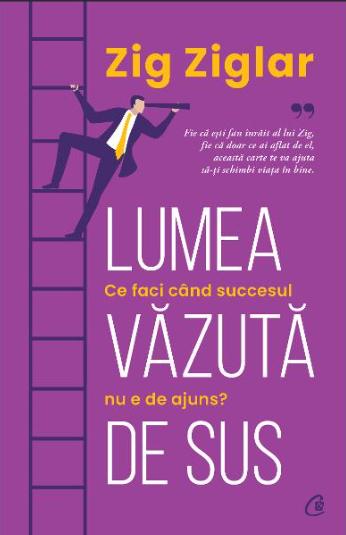 Zig Ziglar
”
Fie că ești fan înrăit al lui Zig,
fie că doar ce ai aflat de el,
această carte te va ajuta
să-ți schimbi viața în bine.
LUMEA
Ce faci când succesul
VĂZUTĂ
nu e de ajuns?
DE SUS